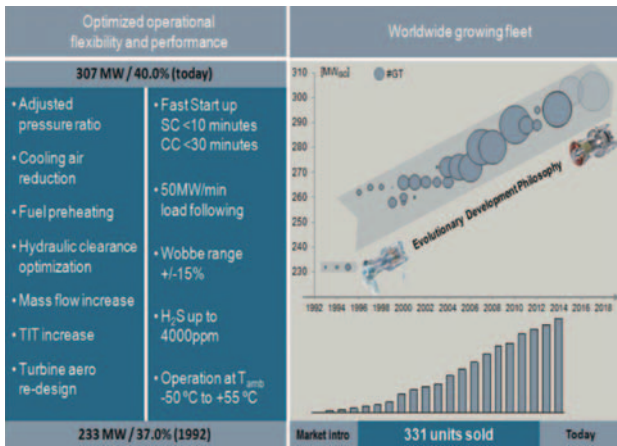 Optimized operational
flexibility and performance
307 MW / 40.0% (today)
• Adjusted
pressure ratio
• Cooling air
reduction
• Fuel preheating
• Hydraulic clearance
optimization
• Mass flow increase
• TIT increase
• Turbine aero
re-design
• Fast Start up
SC <10 minutes
CC <30 minutes
• 50MW/min
load following
• Wobbe range
+/-15%
• H₂S up to
4000ppm
• Operation at Tamb
-50 ºC to +55 ºC
233 MW / 37.0% (1992)
Worldwide growing fleet
[MWSC]
#GT
310
300
290
280
270
260
250
240
230
Evolutionary Development Philosophy
1992 1994 1996 1998 2000 2002 2004 2006 2008 2010 2012 2014 2016 2018
Market intro
331 units sold
Today